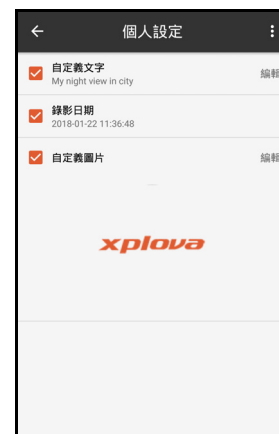 個人設定
自定義文字
編輯
My night view in city
錄影日期
2018-01-22 11:36:48
自定義圖片
編輯
xplova